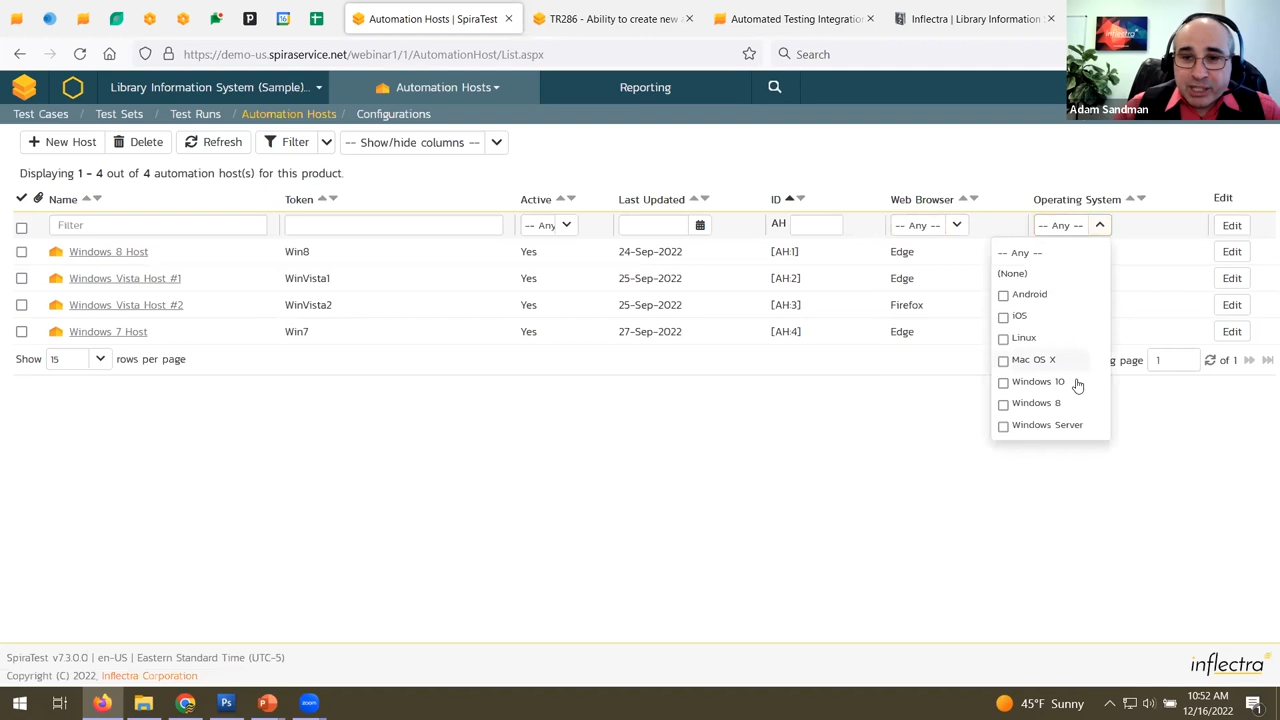 Automation Hosts | SpiraTest
TR286 - Ability to create new
Automated Testing Integration
Inflectra | Library Information
https://demo-us.spiraservice.net/webinar1/1/AutomationHost/List.aspx
Search
inflectra
Adam Sandman
Library Information System (Sample)...
Automation Hosts
Reporting
Test Cases / Test Sets / Test Runs / Automation Hosts / Configurations
+ New Host
Delete
Refresh
Filter
-- Show/hide columns --
Displaying 1 - 4 out of 4 automation host(s) for this product.
Name Token Active Last Updated ID Web Browser Operating System Edit
Filter -- Any AH -- Any -- -- Any -- Edit
Windows 8 Host Win8 Yes 24-Sep-2022 [AH:1] Edge Edit
Windows Vista Host #1 WinVista1 Yes 25-Sep-2022 [AH:2] Edge Edit
Windows Vista Host #2 WinVista2 Yes 25-Sep-2022 [AH:3] Firefox Edit
Windows 7 Host Win7 Yes 27-Sep-2022 [AH:4] Edge Edit
-- Any --
(None)
Android
iOS
Linux
Mac OS X
Windows 10
Windows 8
Windows Server
Show 15 rows per page
g page 1 of 1
SpiraTest v7.3.0.0 | en-US | Eastern Standard Time (UTC-5)
Copyright (C) 2022, Inflectra Corporation
inflectra
P
16
Ps
P
zoom
45°F Sunny
10:52 AM
12/16/2022
1